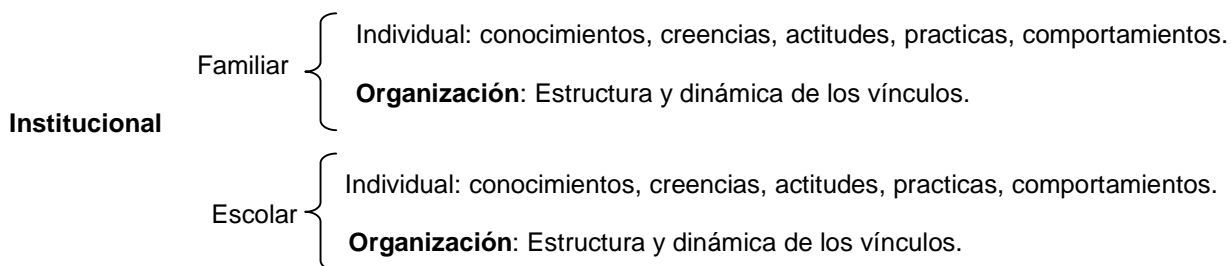 Individual: conocimientos, creencias, actitudes, practicas, comportamientos.
Familiar
Organización: Estructura y dinámica de los vínculos.
Institucional
Individual: conocimientos, creencias, actitudes, practicas, comportamientos.
Escolar
Organización: Estructura y dinámica de los vínculos.